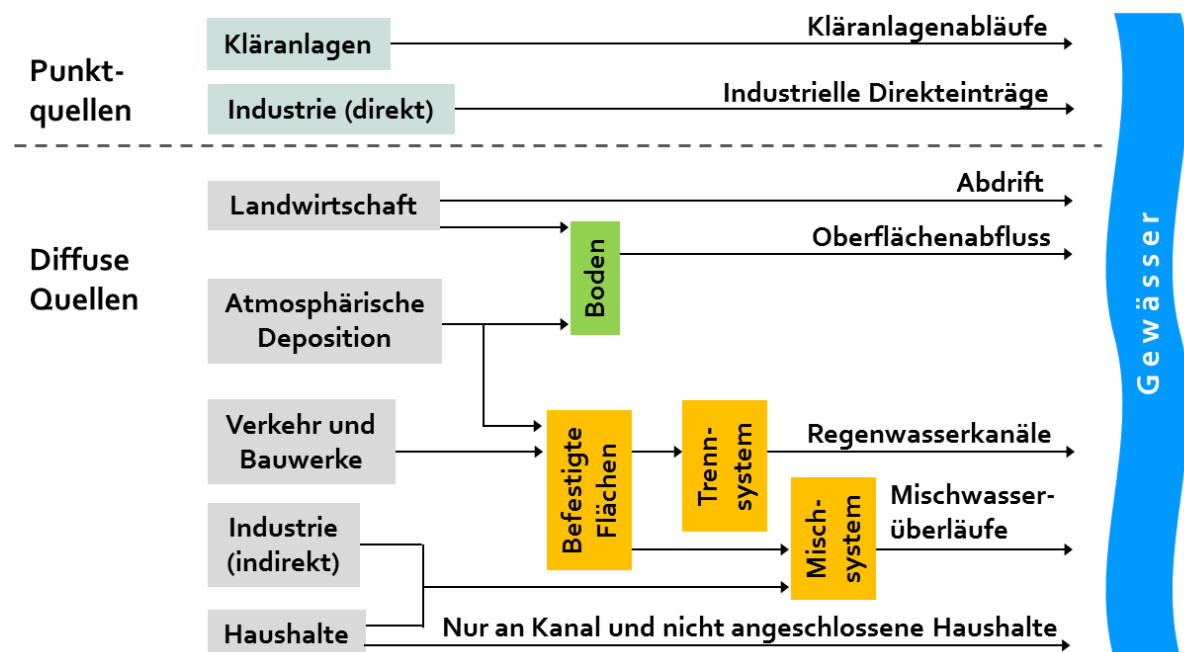 Punkt-
quellen
Kläranlagen
Kläranlagenabläufe
Industrie (direkt)
Industrielle Direkteinträge
Diffuse
Quellen
Landwirtschaft
Abdrift
Boden
Oberflächenabfluss
Atmosphärische
Deposition
Verkehr und
Bauwerke
Befestigte
Flächen
Trenn-
system
Regenwasserkanäle
Industrie
(indirekt)
Misch-
system
Mischwasser-
überläufe
Haushalte
Nur an Kanal und nicht angeschlossene Haushalte
Gewässer